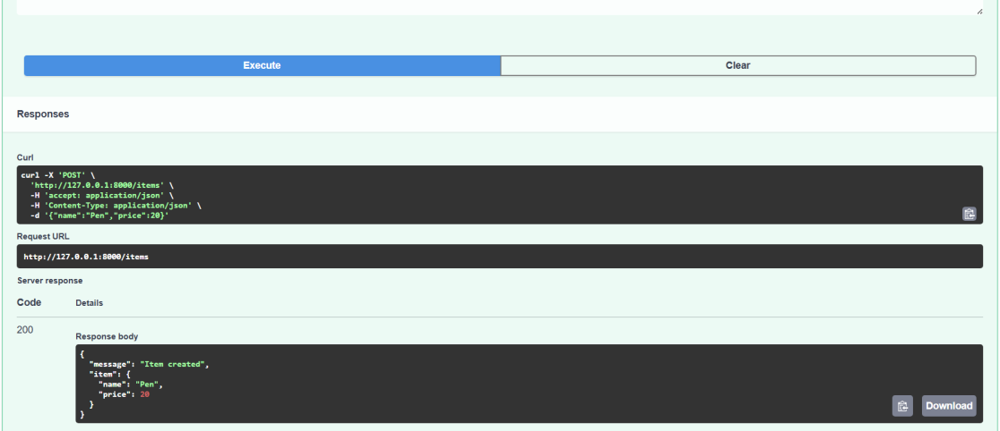 Execute
Clear
Responses
Curl
curl -X 'POST' \
'http://127.0.0.1:8000/items' \
-H 'accept: application/json' \
-H 'Content-Type: application/json' \
-d '{"name":"Pen","price":20}'
Request URL
http://127.0.0.1:8000/items
Server response
Code Details
200
Response body
{
"message": "Item created",
"item": {
"name": "Pen",
"price": 20
}
}
Download